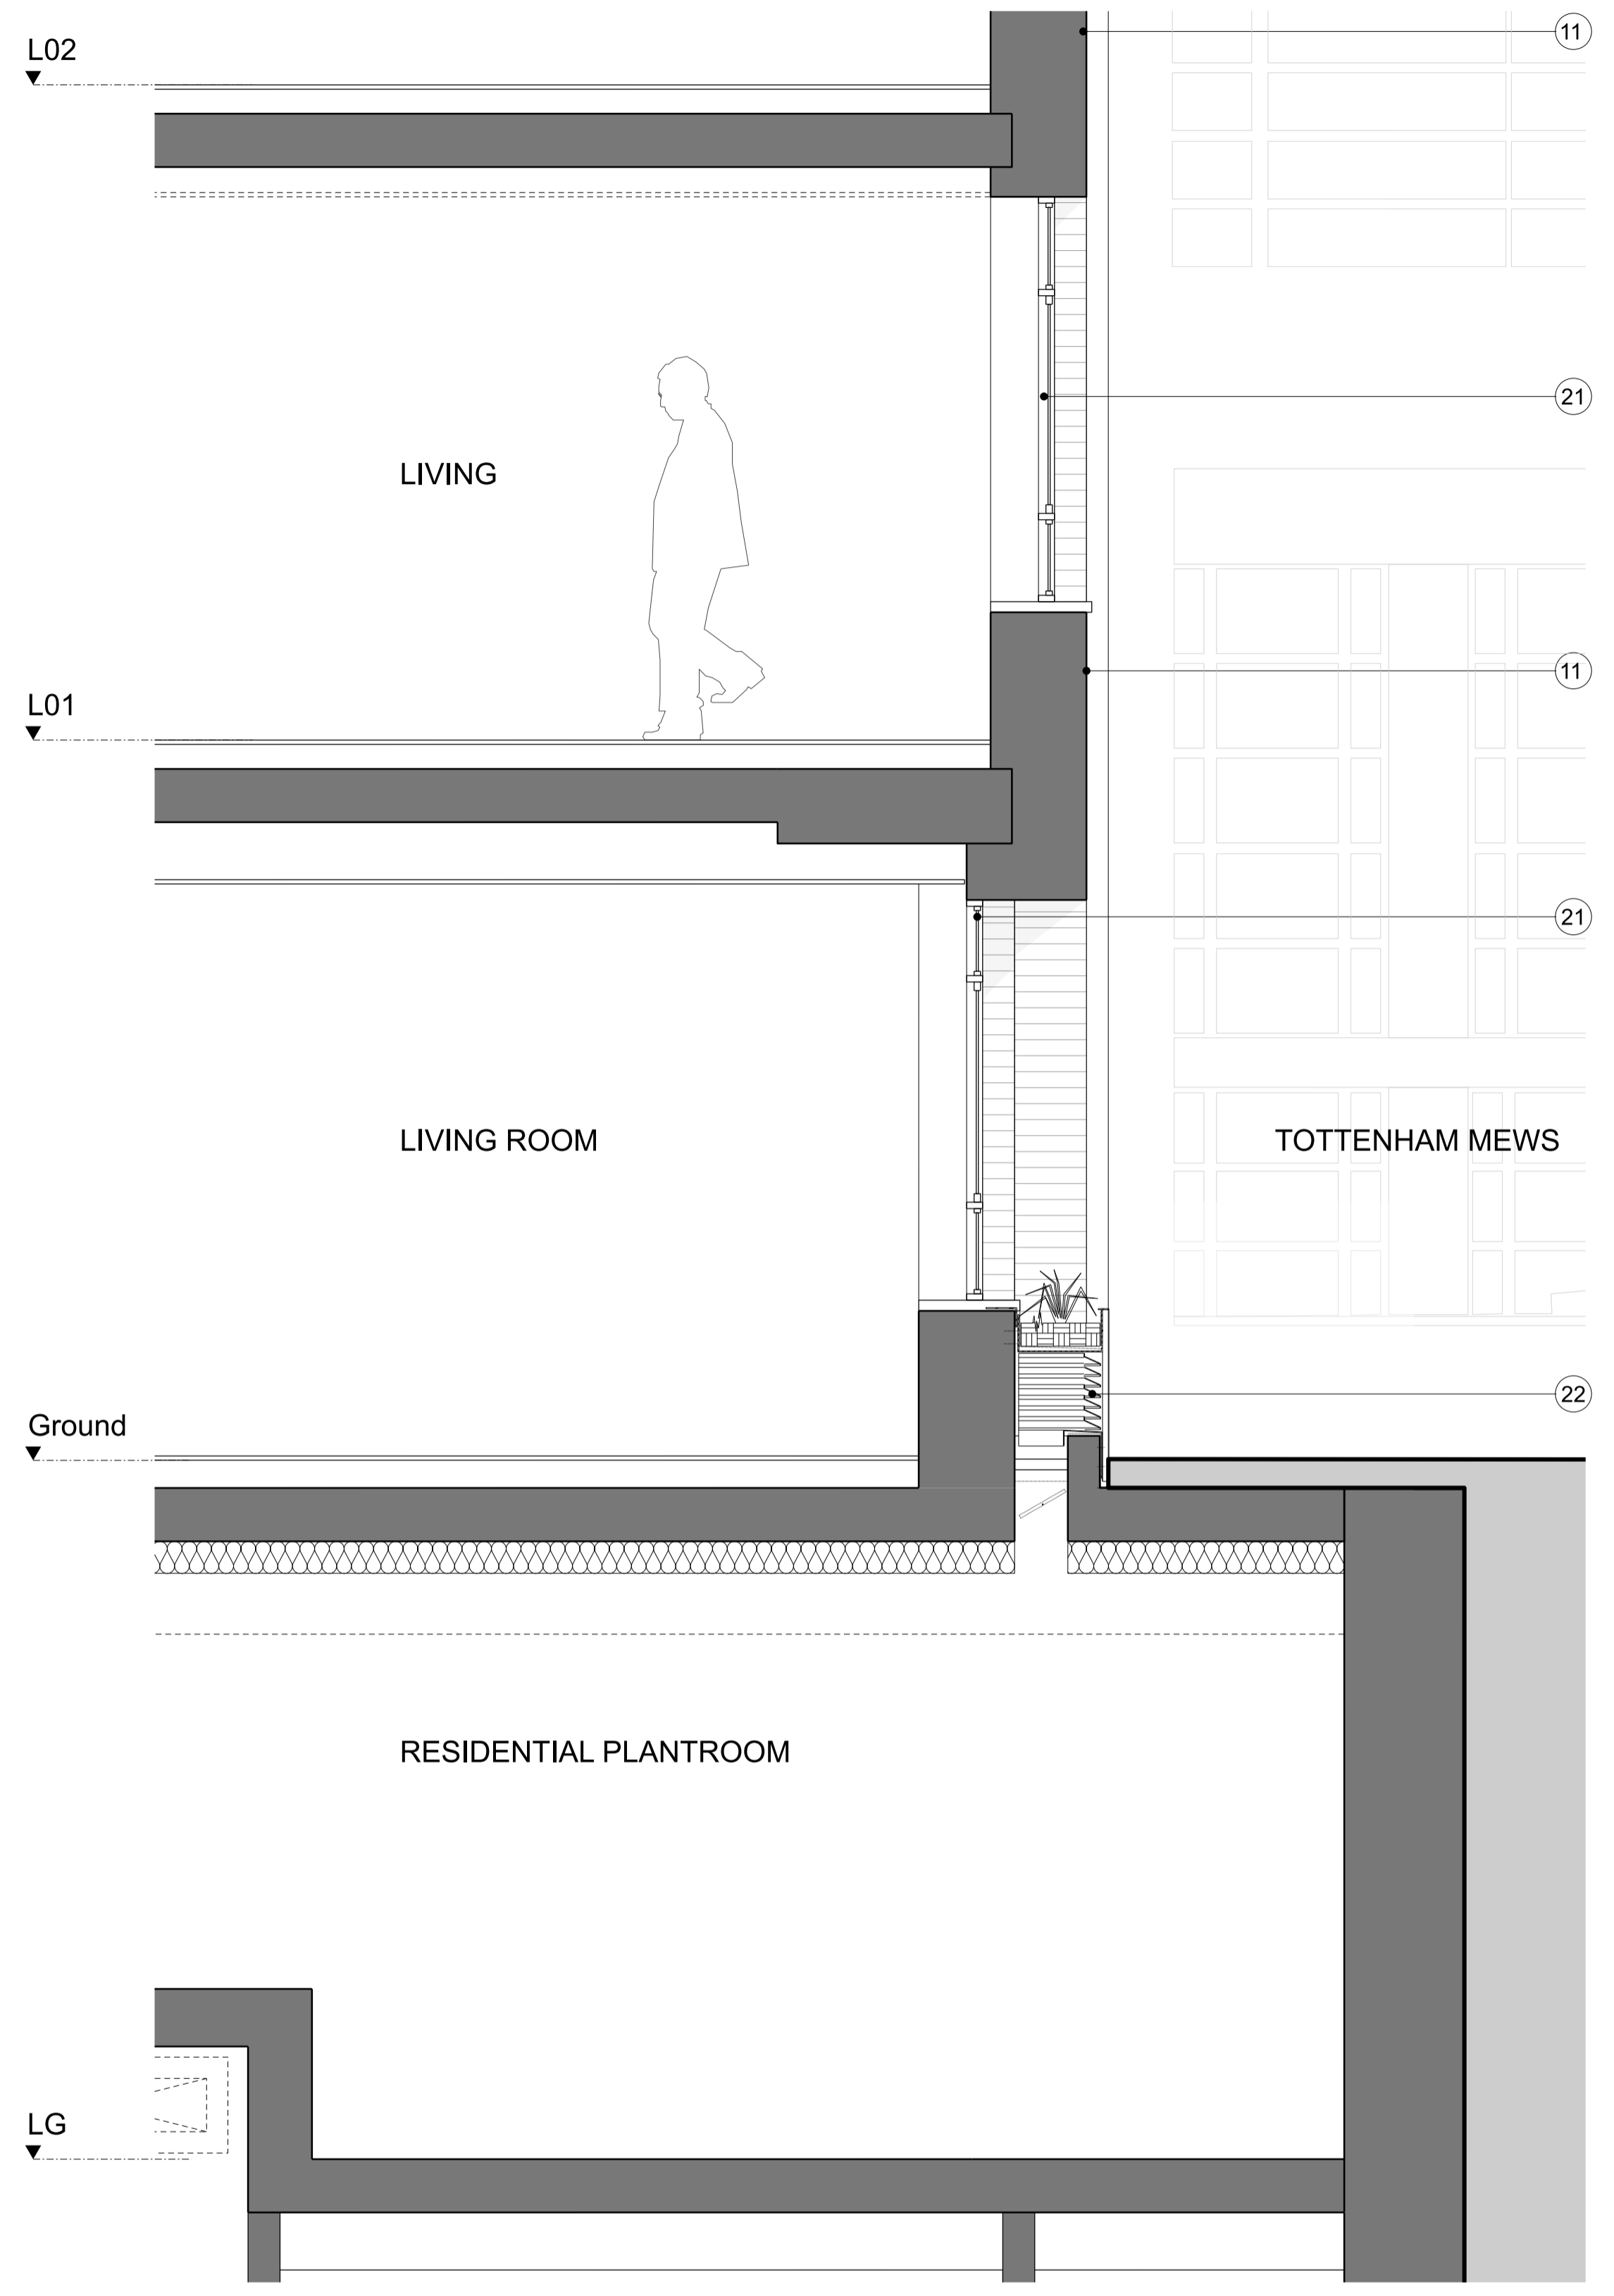 L02
11
21
LIVING
11
L01
21
LIVING ROOM
TOTTENHAM MEWS
22
Ground
RESIDENTIAL PLANTROOM
LG